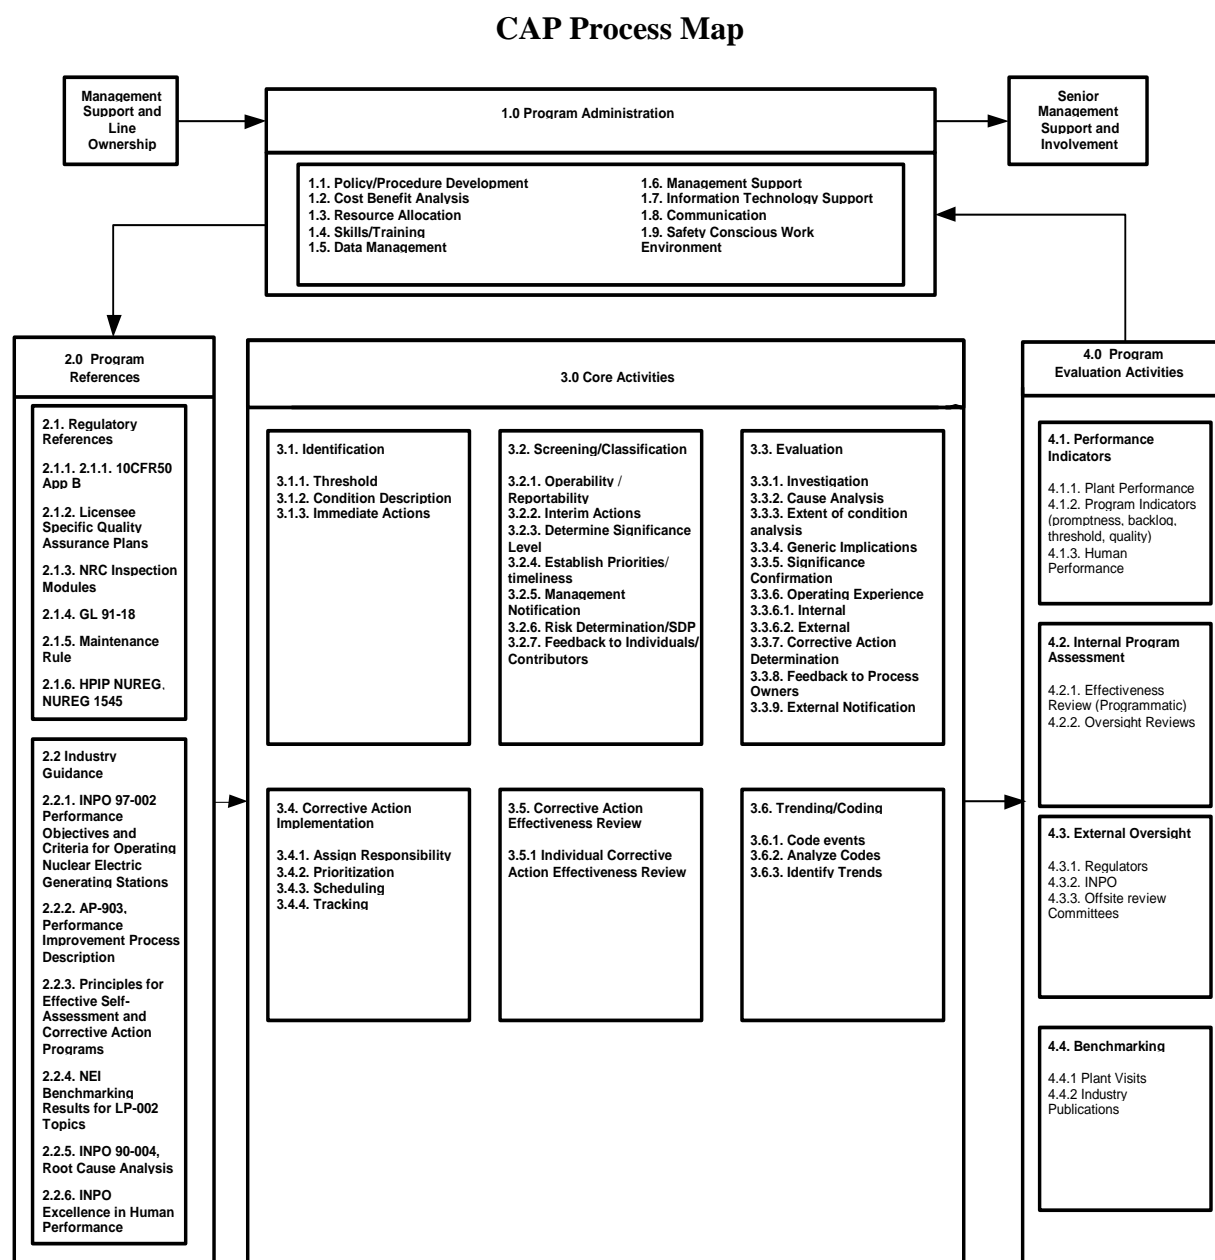 CAP Process Map
Management
Support and
Line
Ownership
1.0 Program Administration
Senior
Management
Support and
Involvement
1.1. Policy/Procedure Development
1.2. Cost Benefit Analysis
1.3. Resource Allocation
1.4. Skills/Training
1.5. Data Management
1.6. Management Support
1.7. Information Technology Support
1.8. Communication
1.9. Safety Conscious Work
Environment
2.0 Program
References
2.1. Regulatory
References
2.1.1. 2.1.1. 10CFR50
App B
2.1.2. Licensee
Specific Quality
Assurance Plans
2.1.3. NRC Inspection
Modules
2.1.4. GL 91-18
2.1.5. Maintenance
Rule
2.1.6. HPIP NUREG,
NUREG 1545
2.2 Industry
Guidance
2.2.1. INPO 97-002
Performance
Objectives and
Criteria for Operating
Nuclear Electric
Generating Stations
2.2.2. AP-903,
Performance
Improvement Process
Description
2.2.3. Principles for
Effective Self-
Assessment and
Corrective Action
Programs
2.2.4. NEI
Benchmarking
Results for LP-002
Topics
2.2.5. INPO 90-004,
Root Cause Analysis
2.2.6. INPO
Excellence in Human
Performance
3.0 Core Activities
3.1. Identification
3.1.1. Threshold
3.1.2. Condition Description
3.1.3. Immediate Actions
3.2. Screening/Classification
3.2.1. Operability /
Reportability
3.2.2. Interim Actions
3.2.3. Determine Significance
Level
3.2.4. Establish Priorities/
timeliness
3.2.5. Management
Notification
3.2.6. Risk Determination/SDP
3.2.7. Feedback to Individuals/
Contributors
3.3. Evaluation
3.3.1. Investigation
3.3.2. Cause Analysis
3.3.3. Extent of condition
analysis
3.3.4. Generic Implications
3.3.5. Significance
Confirmation
3.3.6. Operating Experience
3.3.6.1. Internal
3.3.6.2. External
3.3.7. Corrective Action
Determination
3.3.8. Feedback to Process
Owners
3.3.9. External Notification
3.4. Corrective Action
Implementation
3.4.1. Assign Responsibility
3.4.2. Prioritization
3.4.3. Scheduling
3.4.4. Tracking
3.5. Corrective Action
Effectiveness Review
3.5.1 Individual Corrective
Action Effectiveness Review
3.6. Trending/Coding
3.6.1. Code events
3.6.2. Analyze Codes
3.6.3. Identify Trends
4.0 Program
Evaluation Activities
4.1. Performance
Indicators
4.1.1. Plant Performance
4.1.2. Program Indicators
(promptness, backlog,
threshold, quality)
4.1.3. Human
Performance
4.2. Internal Program
Assessment
4.2.1. Effectiveness
Review (Programmatic)
4.2.2. Oversight Reviews
4.3. External Oversight
4.3.1. Regulators
4.3.2. INPO
4.3.3. Offsite review
Committees
4.4. Benchmarking
4.4.1 Plant Visits
4.4.2 Industry
Publications